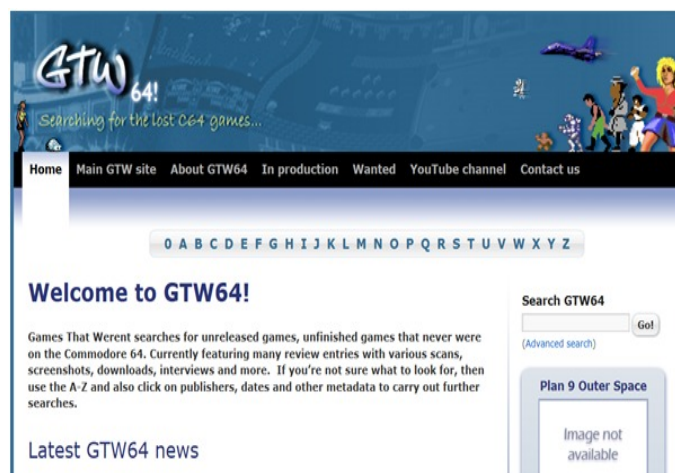 GTW64!
Searching for the lost C64 games...
Home Main GTW site About GTW64 In production Wanted YouTube channel Contact us
0 A B C D E F G H I J K L M N O P Q R S T U V W X Y Z
Welcome to GTW64!
Games That Werent searches for unreleased games, unfinished games that never were
on the Commodore 64. Currently featuring many review entries with various scans,
screenshots, downloads, interviews and more. If you're not sure what to look for, then
use the A-Z and also click on publishers, dates and other metadata to carry out further
searches.
Latest GTW64 news
Search GTW64
Go!
(Advanced search)
Plan 9 Outer Space
Image not
available